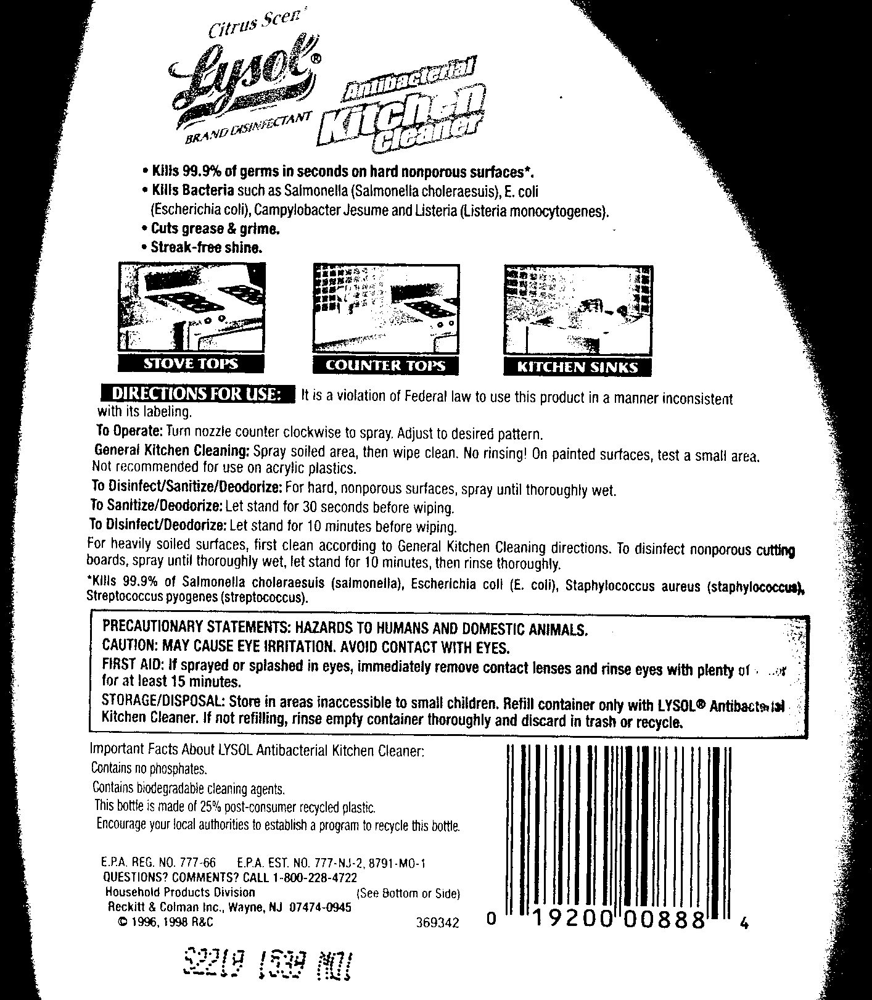 Citrus Scen
Lysol®
BRAND DISINFECTANT
Antibacterial
Kitchen
Cleaner
• Kills 99.9% of germs in seconds on hard nonporous surfaces*.
• Kills Bacteria such as Salmonella (Salmonella choleraesuis), E. coli
(Escherichia coli), Campylobacter Jesume and Listeria (Listeria monocytogenes).
• Cuts grease & grime.
• Streak-free shine.
STOVE TOPS
COUNTER TOPS
KITCHEN SINKS
DIRECTIONS FOR USE: It is a violation of Federal law to use this product in a manner inconsistent
with its labeling.
To Operate: Turn nozzle counter clockwise to spray. Adjust to desired pattern.
General Kitchen Cleaning: Spray soiled area, then wipe clean. No rinsing! On painted surfaces, test a small area.
Not recommended for use on acrylic plastics.
To Disinfect/Sanitize/Deodorize: For hard, nonporous surfaces, spray until thoroughly wet.
To Sanitize/Deodorize: Let stand for 30 seconds before wiping.
To Disinfect/Deodorize: Let stand for 10 minutes before wiping.
For heavily soiled surfaces, first clean according to General Kitchen Cleaning directions. To disinfect nonporous cutting
boards, spray until thoroughly wet, let stand for 10 minutes, then rinse thoroughly.
*Kills 99.9% of Salmonella choleraesuis (salmonella), Escherichia coli (E. coli), Staphylococcus aureus (staphylococcus),
Streptococcus pyogenes (streptococcus).
PRECAUTIONARY STATEMENTS: HAZARDS TO HUMANS AND DOMESTIC ANIMALS.
CAUTION: MAY CAUSE EYE IRRITATION. AVOID CONTACT WITH EYES.
FIRST AID: If sprayed or splashed in eyes, immediately remove contact lenses and rinse eyes with plenty of
for at least 15 minutes.
STORAGE/DISPOSAL: Store in areas inaccessible to small children. Refill container only with LYSOL® Antibacterial
Kitchen Cleaner. If not refilling, rinse empty container thoroughly and discard in trash or recycle.
Important Facts About LYSOL Antibacterial Kitchen Cleaner:
Contains no phosphates.
Contains biodegradable cleaning agents.
This bottle is made of 25% post-consumer recycled plastic.
Encourage your local authorities to establish a program to recycle this bottle.
E.P.A. REG. NO. 777-66 E.P.A. EST. NO. 777-NJ-2, 8791-MO-1
QUESTIONS? COMMENTS? CALL 1-800-228-4722
Household Products Division (See Bottom or Side)
Reckitt & Colman Inc., Wayne, NJ 07474-0945
© 1996, 1998 R&C 369342
0 19200 00888 4
S2219 1539 M01